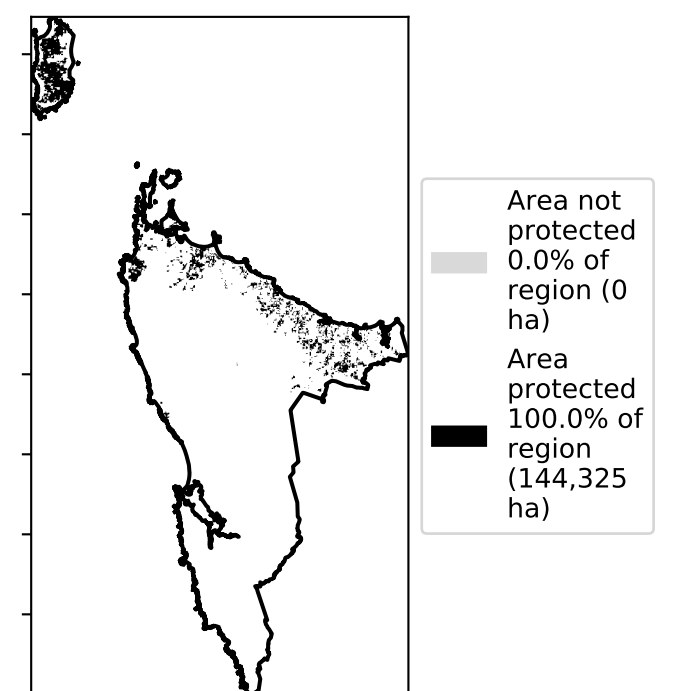 Area not
protected
0.0% of
region (0
ha)
Area
protected
100.0% of
region
(144,325
ha)